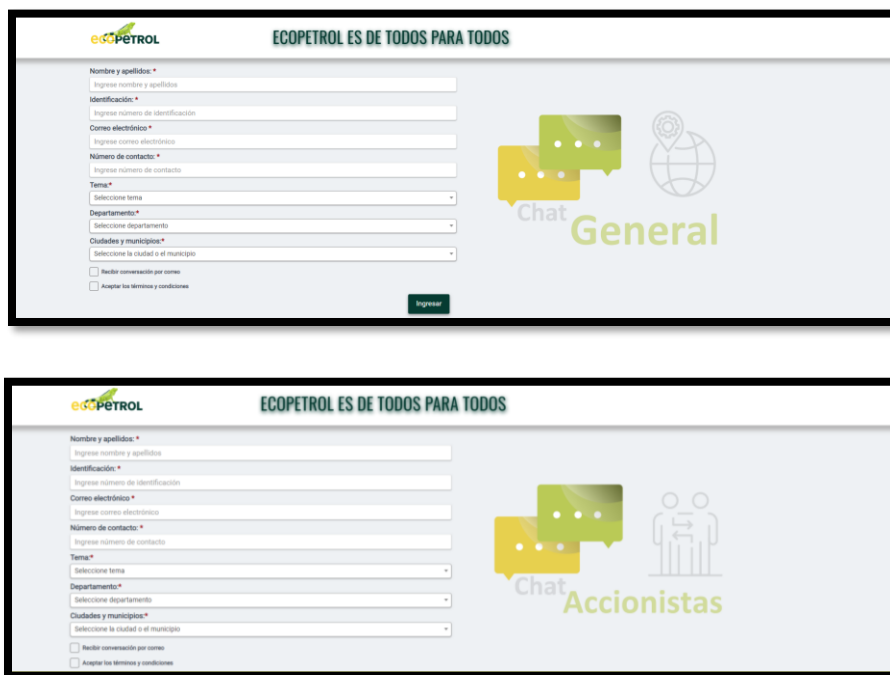 ecoPETROL
ECOPETROL ES DE TODOS PARA TODOS
Nombre y apellidos: *
Ingrese nombre y apellidos
Identificación: *
Ingrese número de identificación
Correo electrónico *
Ingrese correo electrónico
Número de contacto: *
Ingrese número de contacto
Tema:*
Seleccione tema
Departamento:*
Seleccione departamento
Ciudades y municipios:*
Seleccione la ciudad o el municipio
Recibir conversación por correo
Aceptar los términos y condiciones
Ingresar
Chat
General
ecoPETROL
ECOPETROL ES DE TODOS PARA TODOS
Nombre y apellidos: *
Ingrese nombre y apellidos
Identificación: *
Ingrese número de identificación
Correo electrónico *
Ingrese correo electrónico
Número de contacto: *
Ingrese número de contacto
Tema:*
Seleccione tema
Departamento:*
Seleccione departamento
Ciudades y municipios:*
Seleccione la ciudad o el municipio
Recibir conversación por correo
Aceptar los términos y condiciones
Chat
Accionistas